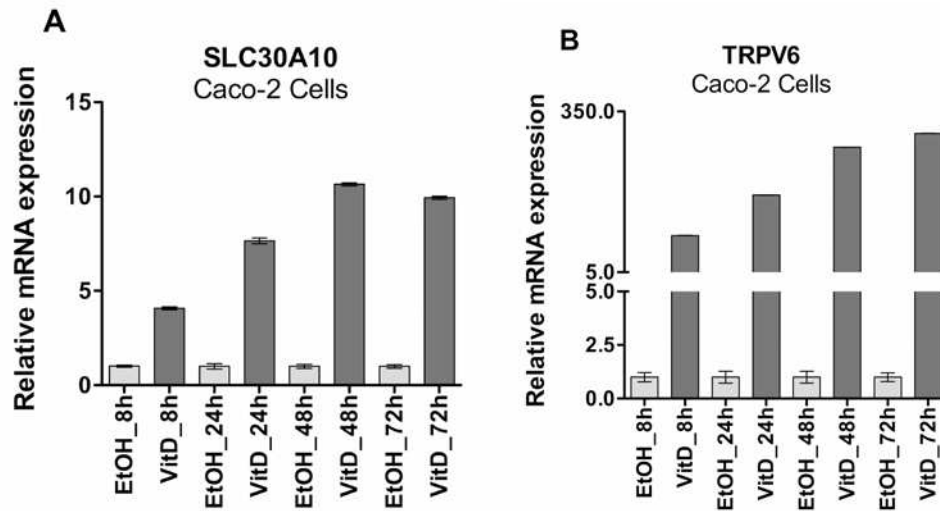 A
SLC30A10
Caco-2 Cells
Relative mRNA expression
15
10
5
0
EtOH_8h
VitD_8h
EtOH_24h
VitD_24h
EtOH_48h
VitD_48h
EtOH_72h
VitD_72h
B
TRPV6
Caco-2 Cells
Relative mRNA expression
350.0
5.0
5.0
2.5
0.0
EtOH_8h
VitD_8h
EtOH_24h
VitD_24h
EtOH_48h
VitD_48h
EtOH_72h
VitD_72h